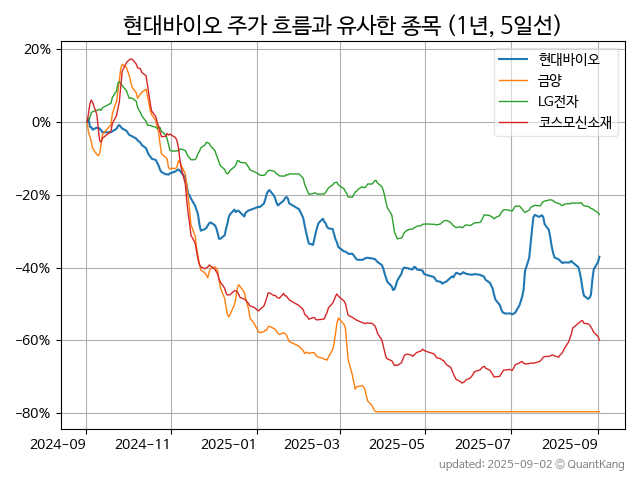 현대바이오 주가 흐름과 유사한 종목 (1년, 5일선)
현대바이오
금양
LG전자
코스모신소재
20%
0%
−20%
−40%
−60%
−80%
2024-09 2024-11 2025-01 2025-03 2025-05 2025-07 2025-09
updated: 2025-09-02 © QuantKang